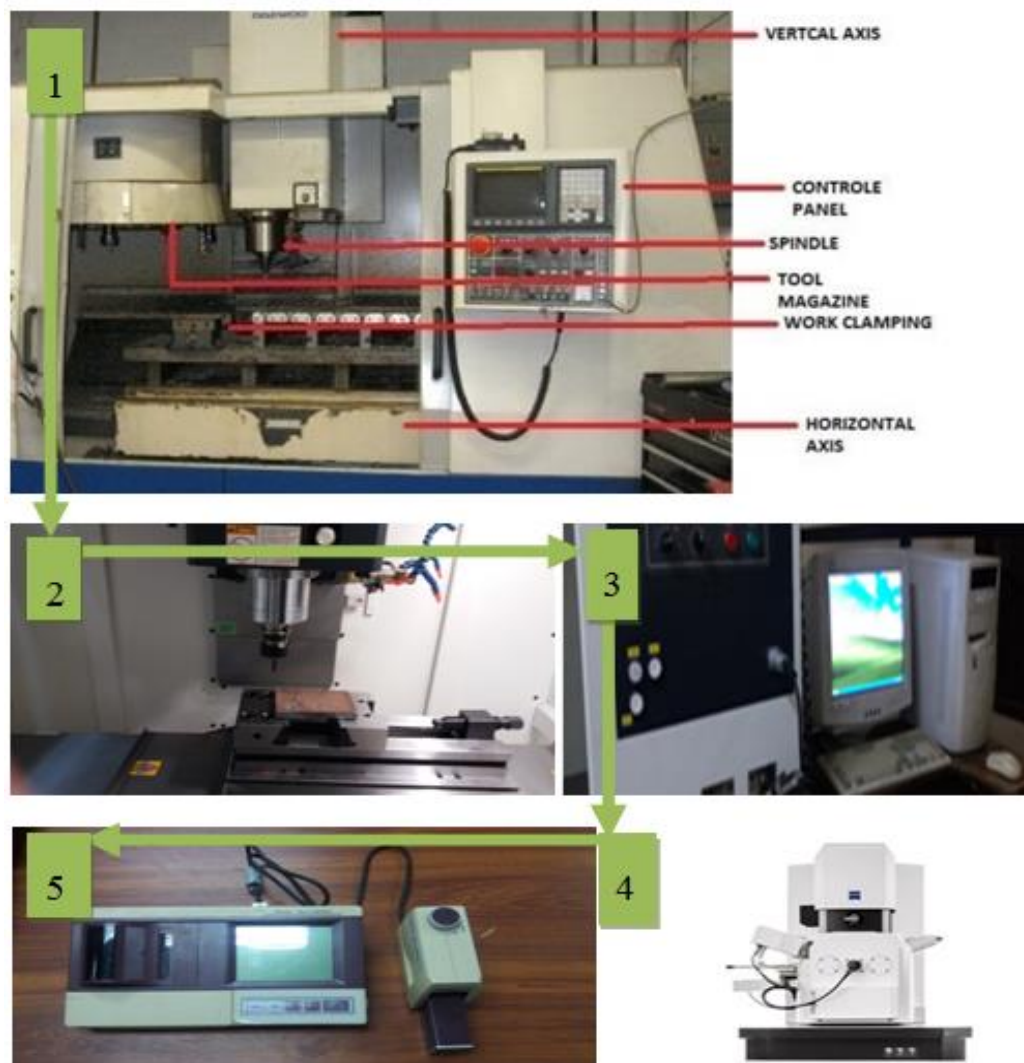 1
VERTCAL AXIS
CONTROLE
PANEL
SPINDLE
TOOL
MAGAZINE
WORK CLAMPING
HORIZONTAL
AXIS
2
3
5
4